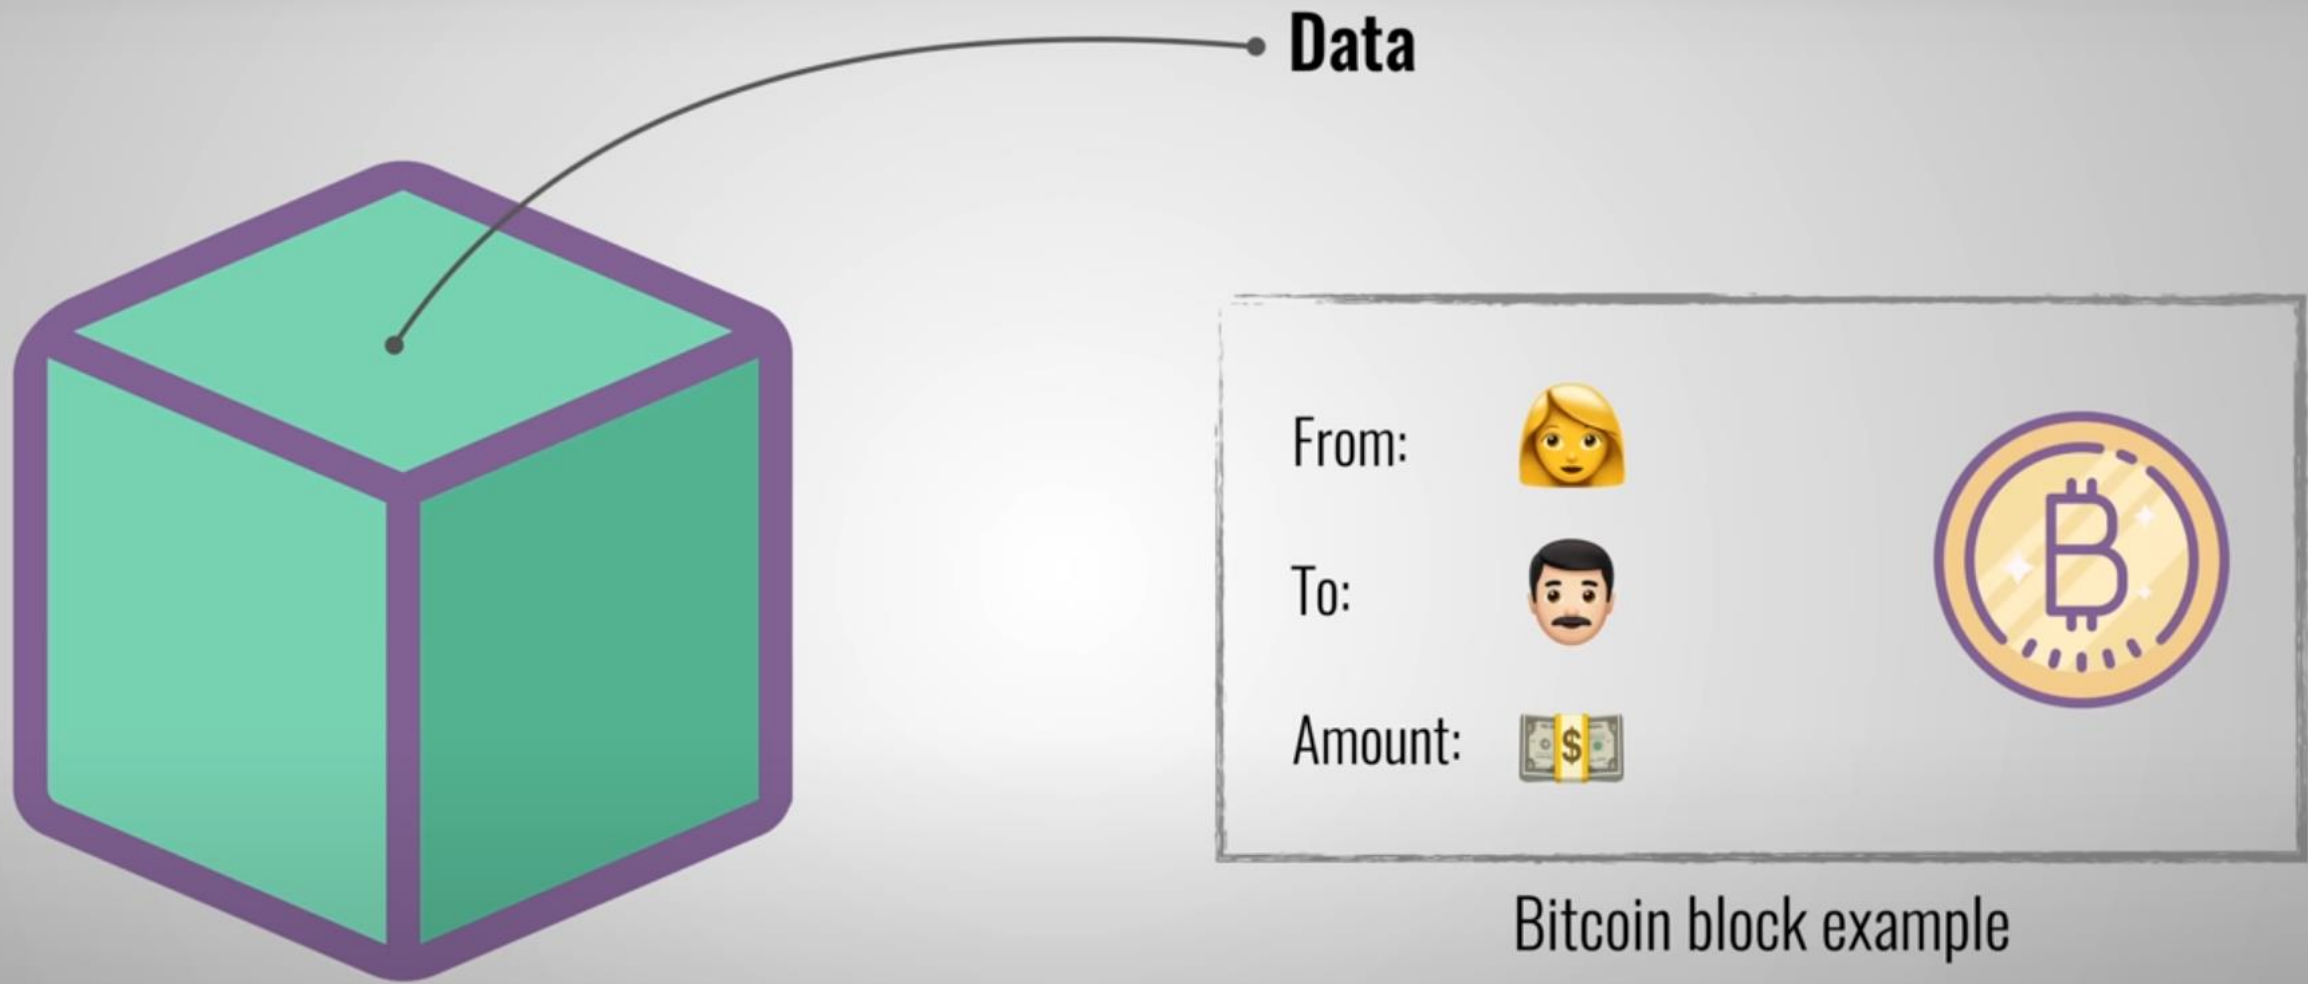 Data
From:
To:
Amount:
Bitcoin block example